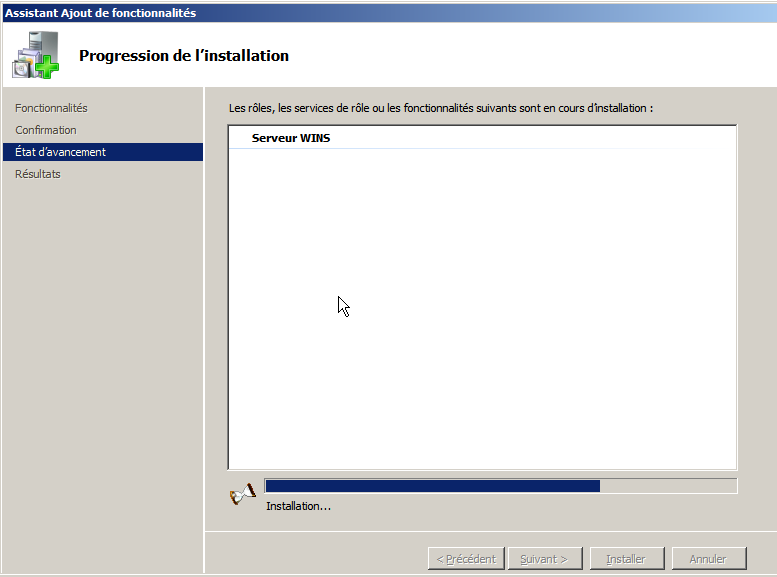 Assistant Ajout de fonctionnalités
Progression de l'installation
Fonctionnalités
Confirmation
État d'avancement
Résultats
Les rôles, les services de rôle ou les fonctionnalités suivants sont en cours d'installation :
Serveur WINS
Installation...
< Précédent
Suivant >
Installer
Annuler